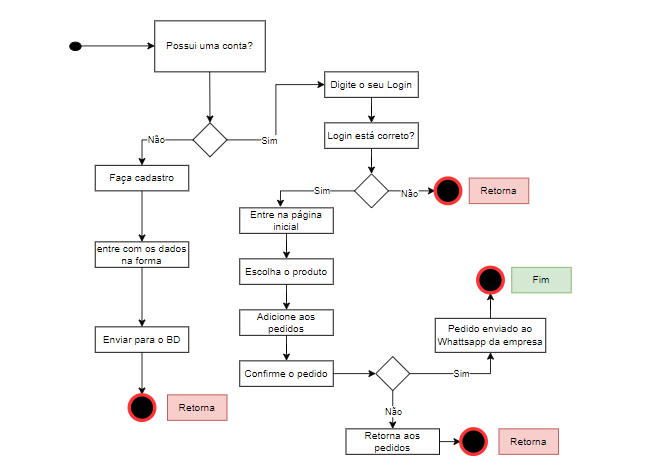 Possui uma conta?
Não
Sim
Digite o seu Login
Login está correto?
Faça cadastro
Sim
Não
Retorna
Entre na página
inicial
entre com os dados
na forma
Escolha o produto
Fim
Adicione aos
pedidos
Enviar para o BD
Pedido enviado ao
Whattsapp da empresa
Confirme o pedido
Sim
Retorna
Não
Retorna aos
pedidos
Retorna